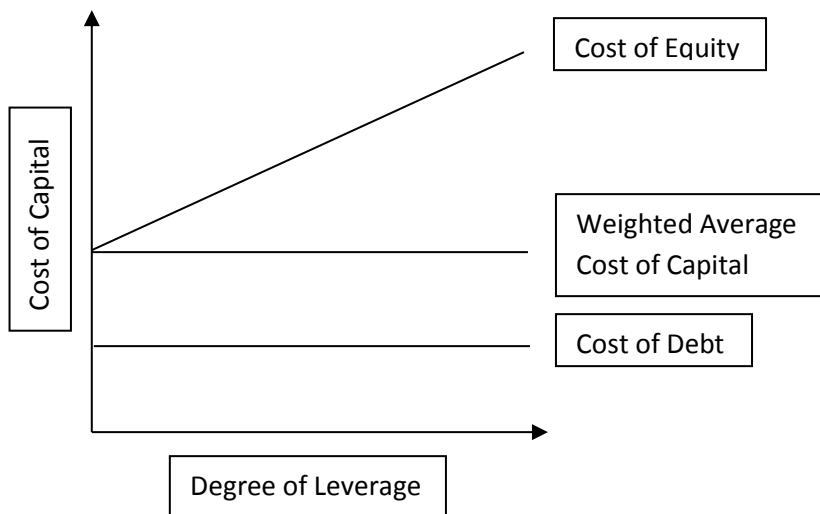 Cost of Equity
Cost of Capital
Weighted Average
Cost of Capital
Cost of Debt
Degree of Leverage